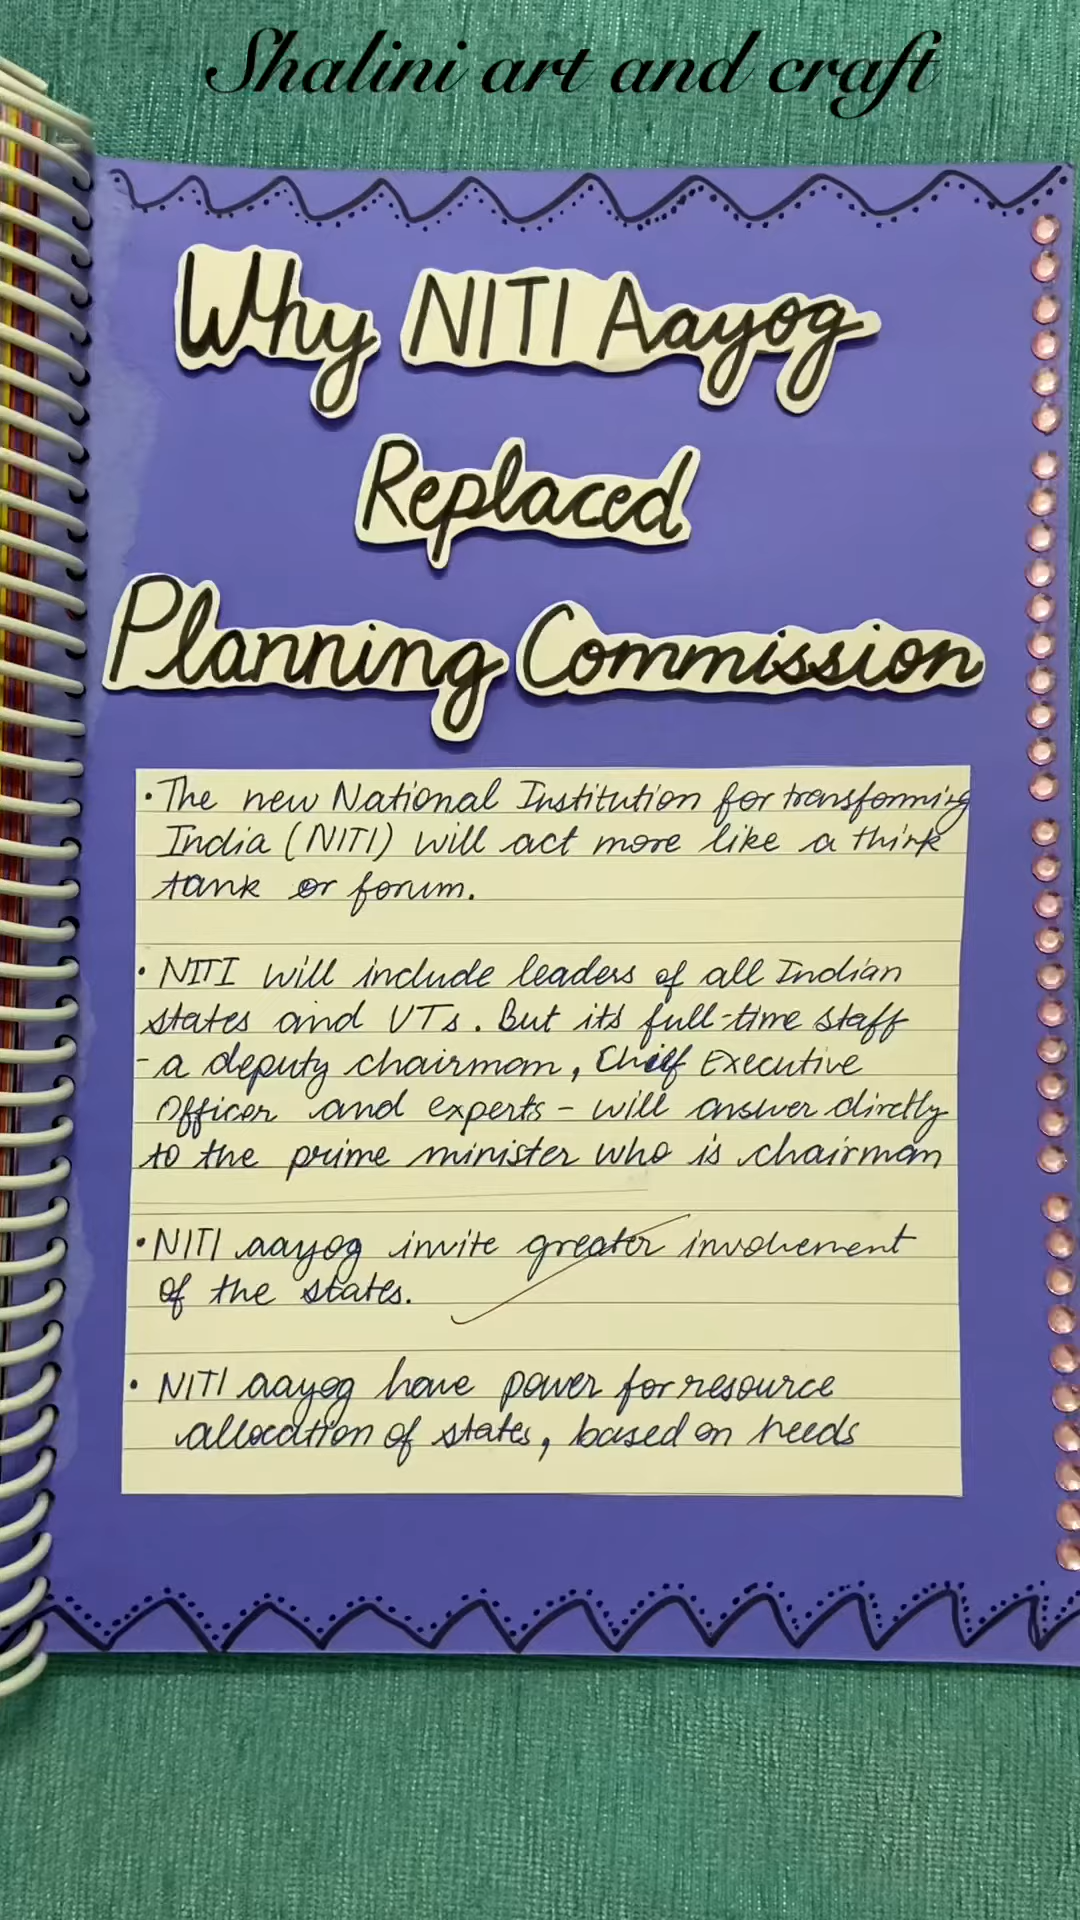 Shalini art and craft
Why NITI Aayog
Replaced
Planning Commission
• The new National Institution for transforming
India (NITI) will act more like a think
tank or forum.
• NITI will include leaders of all Indian
states and UTs. But its full-time staff
- a deputy chairman, Chief Executive
Officer and experts - will answer directly
to the prime minister who is chairman
• NITI aayog invite greater involvement
of the states.
• NITI aayog have power for resource
allocation of states, based on needs